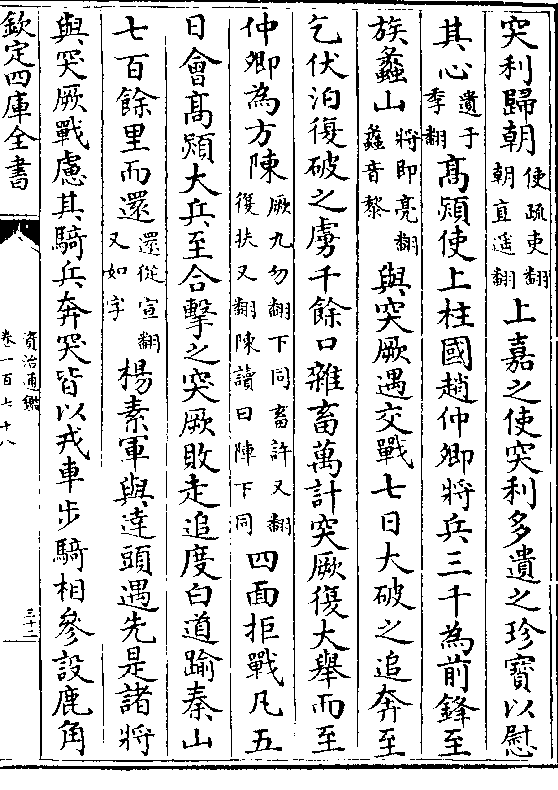 突利歸朝使疏吏翻朝直遥翻上嘉之使突利多遺之珍寶以慰
其心遺于季翻髙熲使上柱國趙仲卿將兵三千為前鋒至
族蠡山將即亮翻蠡音黎與突厥遇交戰七日大破之追奔至
乞伏泊復破之虜千餘口雜畜萬計突厥復大舉而至
仲卿為方陳厥九勿翻下同畜許又翻復扶又翻陳讀曰陣下同四面拒戰凡五
日會髙熲大兵至合擊之突厥敗走追度白道踰秦山
七百餘里而還還從宣翻又如字楊素軍與達頭遇先是諸將
與突厥戰慮其騎兵奔突皆以戎車步騎相參設鹿角
欽定四庫全書
資治通鑑
卷一百七十八
三十二